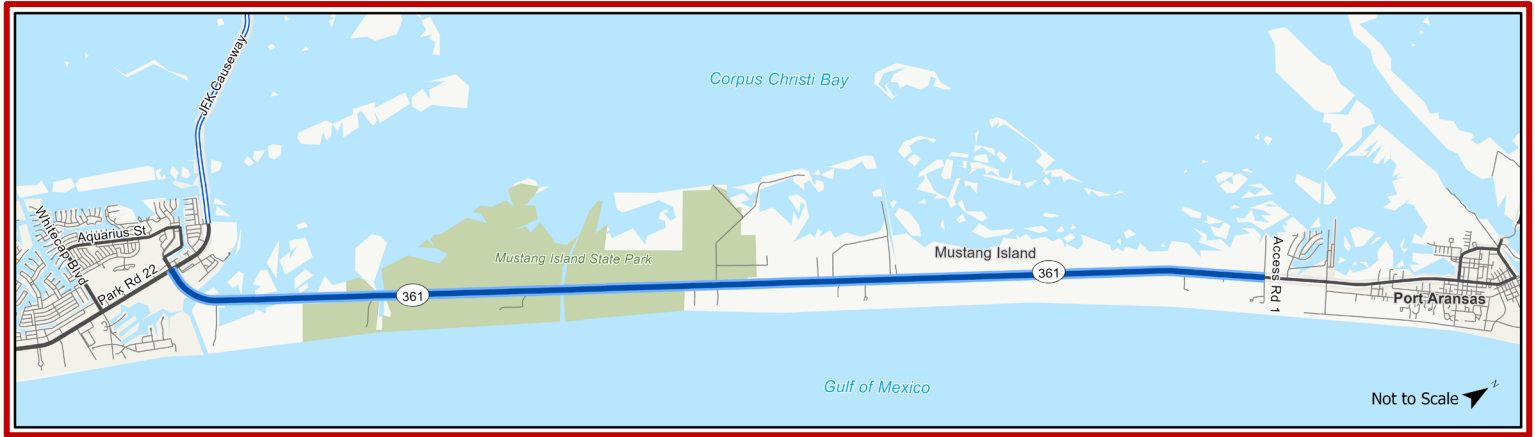 JFK Causeway
Corpus Christi Bay
Whitecap Blvd
Aquarius St
Park Rd 22
Mustang Island State Park
361
Mustang Island
361
Access Rd 1
Port Aransas
Gulf of Mexico
Not to Scale
N